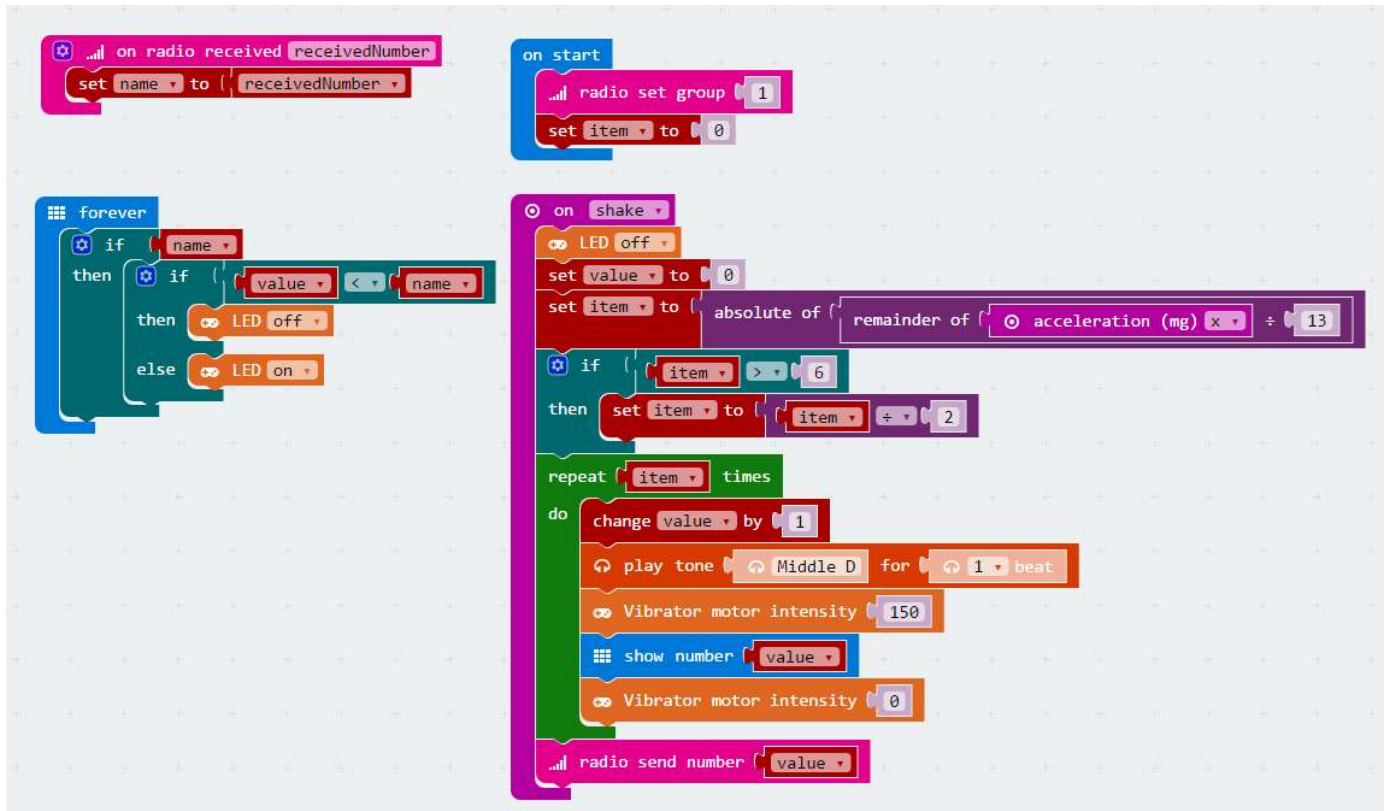 on radio received receivedNumber
set name to receivedNumber
on start
radio set group 1
set item to 0
forever
if name
then if value < name
then LED off
else LED on
on shake
LED off
set value to 0
set item to absolute of remainder of acceleration (mg) x ÷ 13
if item > 6
then set item to item ÷ 2
repeat item times
do change value by 1
play tone Middle D for 1 beat
Vibrator motor intensity 150
show number value
Vibrator motor intensity 0
radio send number value